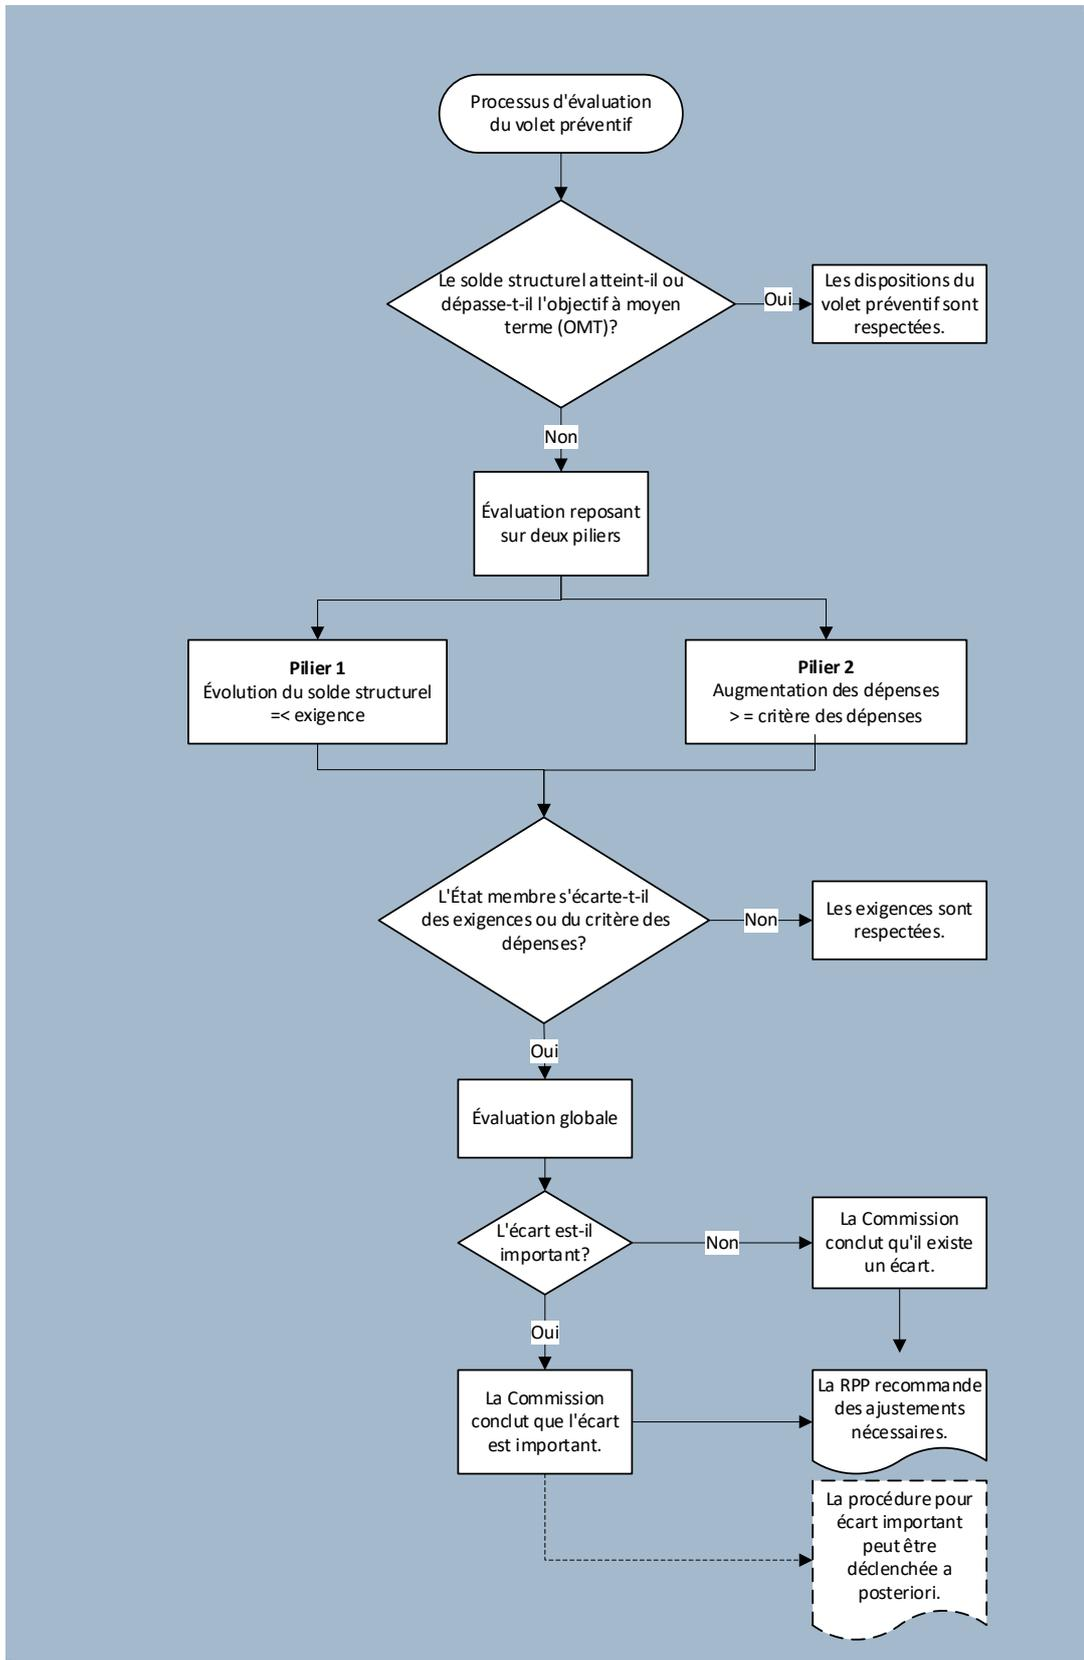 Processus d'évaluation
du volet préventif
Le solde structurel atteint-il ou
dépasse-t-il l'objectif à moyen
terme (OMT)?
Oui
Les dispositions du
volet préventif sont
respectées.
Non
Évaluation reposant
sur deux piliers
Pilier 1
Évolution du solde structurel
=< exigence
Pilier 2
Augmentation des dépenses
> = critère des dépenses
L'État membre s'écarte-t-il
des exigences ou du critère des
dépenses?
Non
Les exigences sont
respectées.
Oui
Évaluation globale
L'écart est-il
important?
Non
La Commission
conclut qu'il existe
un écart.
Oui
La Commission
conclut que l'écart
est important.
La RPP recommande
des ajustements
nécessaires.
La procédure pour
écart important
peut être
déclenchée a
posteriori.